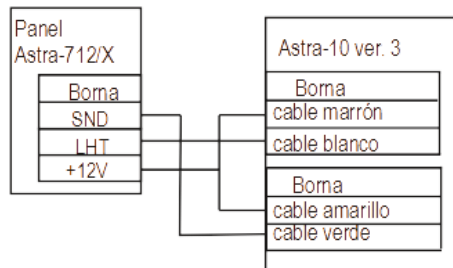 Panel
Astra-712/X
Borna
SND
LHT
+12V
Astra-10 ver. 3
Borna
cable marrón
cable blanco
Borna
cable amarillo
cable verde